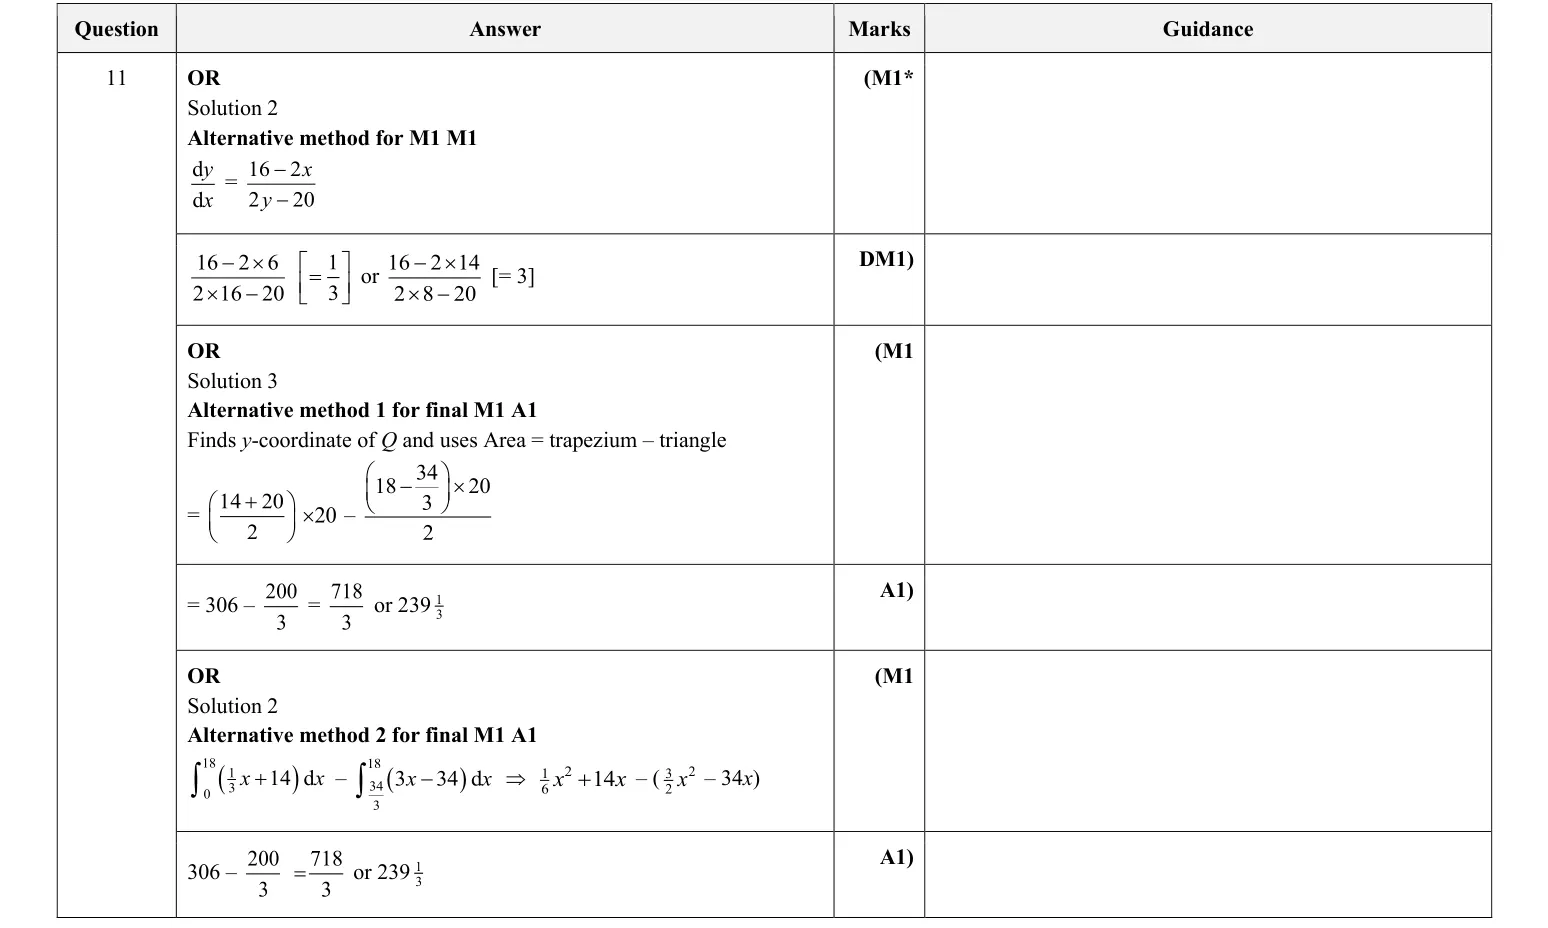 Question Answer Marks Guidance
11 OR (M1*
Solution 2
Alternative method for M1 M1
dy/dx = (16 − 2x)/(2y − 20)
(16 − 2×6)/(2×16 − 20) [= 1/3] or (16 − 2×14)/(2×8 − 20) [= 3] DM1)
OR (M1
Solution 3
Alternative method 1 for final M1 A1
Finds y-coordinate of Q and uses Area = trapezium – triangle
= ((14 + 20)/2) ×20 – ((18 − 34/3) × 20)/2
= 306 – 200/3 = 718/3 or 239 1/3 A1)
OR (M1
Solution 2
Alternative method 2 for final M1 A1
∫₀¹⁸ (1/3 x + 14) dx – ∫_{34/3}^{18} (3x − 34) dx ⇒ 1/6 x² + 14x − (3/2 x² − 34x)
306 – 200/3 = 718/3 or 239 1/3 A1)